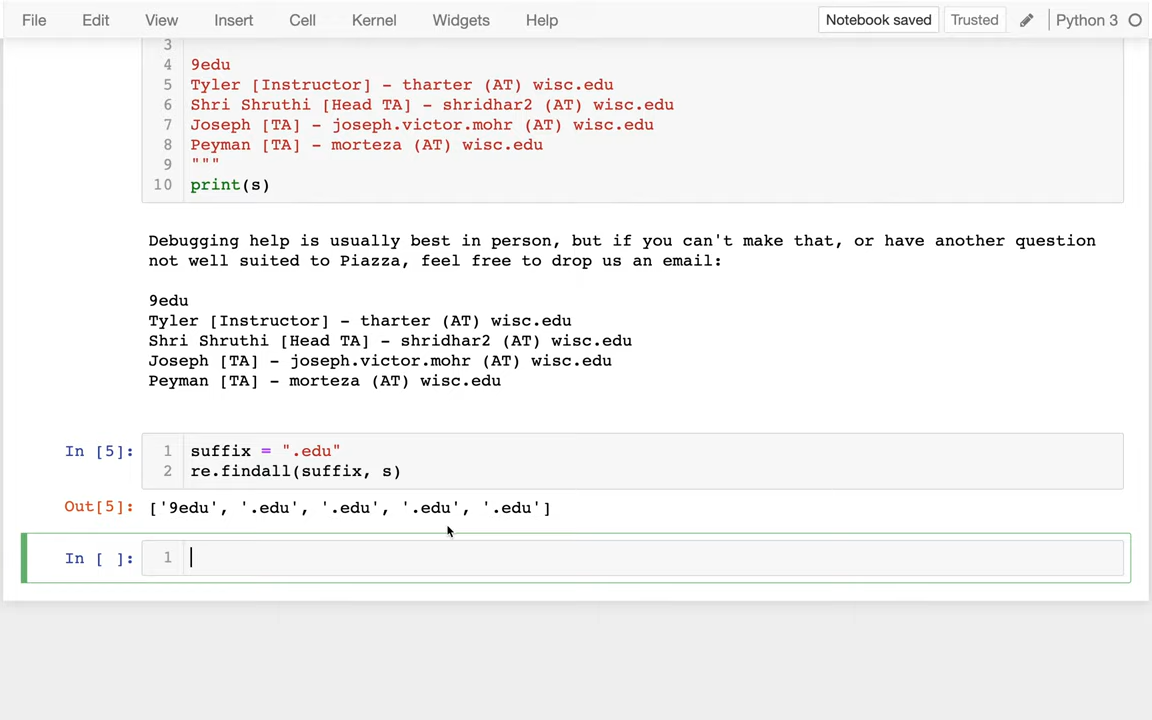 File Edit View Insert Cell Kernel Widgets Help Notebook saved Trusted Python 3
3
4 9edu
5 Tyler [Instructor] - tharter (AT) wisc.edu
6 Shri Shruthi [Head TA] - shridhar2 (AT) wisc.edu
7 Joseph [TA] - joseph.victor.mohr (AT) wisc.edu
8 Peyman [TA] - morteza (AT) wisc.edu
9 """
10 print(s)
Debugging help is usually best in person, but if you can't make that, or have another question
not well suited to Piazza, feel free to drop us an email:
9edu
Tyler [Instructor] - tharter (AT) wisc.edu
Shri Shruthi [Head TA] - shridhar2 (AT) wisc.edu
Joseph [TA] - joseph.victor.mohr (AT) wisc.edu
Peyman [TA] - morteza (AT) wisc.edu
In [5]: 1 suffix = ".edu"
2 re.findall(suffix, s)
Out[5]: ['9edu', '.edu', '.edu', '.edu', '.edu']
In [ ]: 1